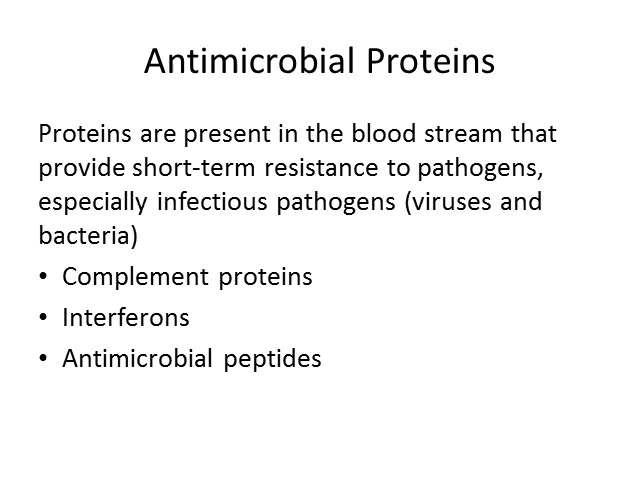 Antimicrobial Proteins
Proteins are present in the blood stream that
provide short-term resistance to pathogens,
especially infectious pathogens (viruses and
bacteria)
• Complement proteins
• Interferons
• Antimicrobial peptides